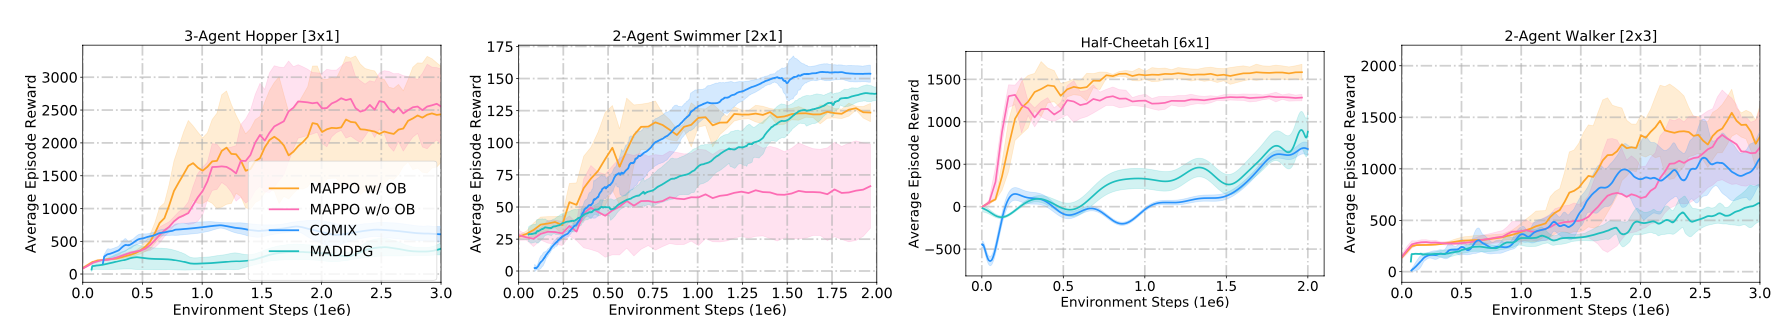 3-Agent Hopper [3x1]
Average Episode Reward
3000
2500
2000
1500
1000
500
0
MAPPO w/ OB
MAPPO w/o OB
COMIX
MADDPG
0.0 0.5 1.0 1.5 2.0 2.5 3.0
Environment Steps (1e6)
2-Agent Swimmer [2x1]
Average Episode Reward
175
150
125
100
75
50
25
0
0.00 0.25 0.50 0.75 1.00 1.25 1.50 1.75 2.00
Environment Steps (1e6)
Half-Cheetah [6x1]
Average Episode Reward
1500
1000
500
0
−500
0.0 0.5 1.0 1.5 2.0
Environment Steps (1e6)
2-Agent Walker [2x3]
Average Episode Reward
2000
1500
1000
500
0
0.0 0.5 1.0 1.5 2.0 2.5 3.0
Environment Steps (1e6)